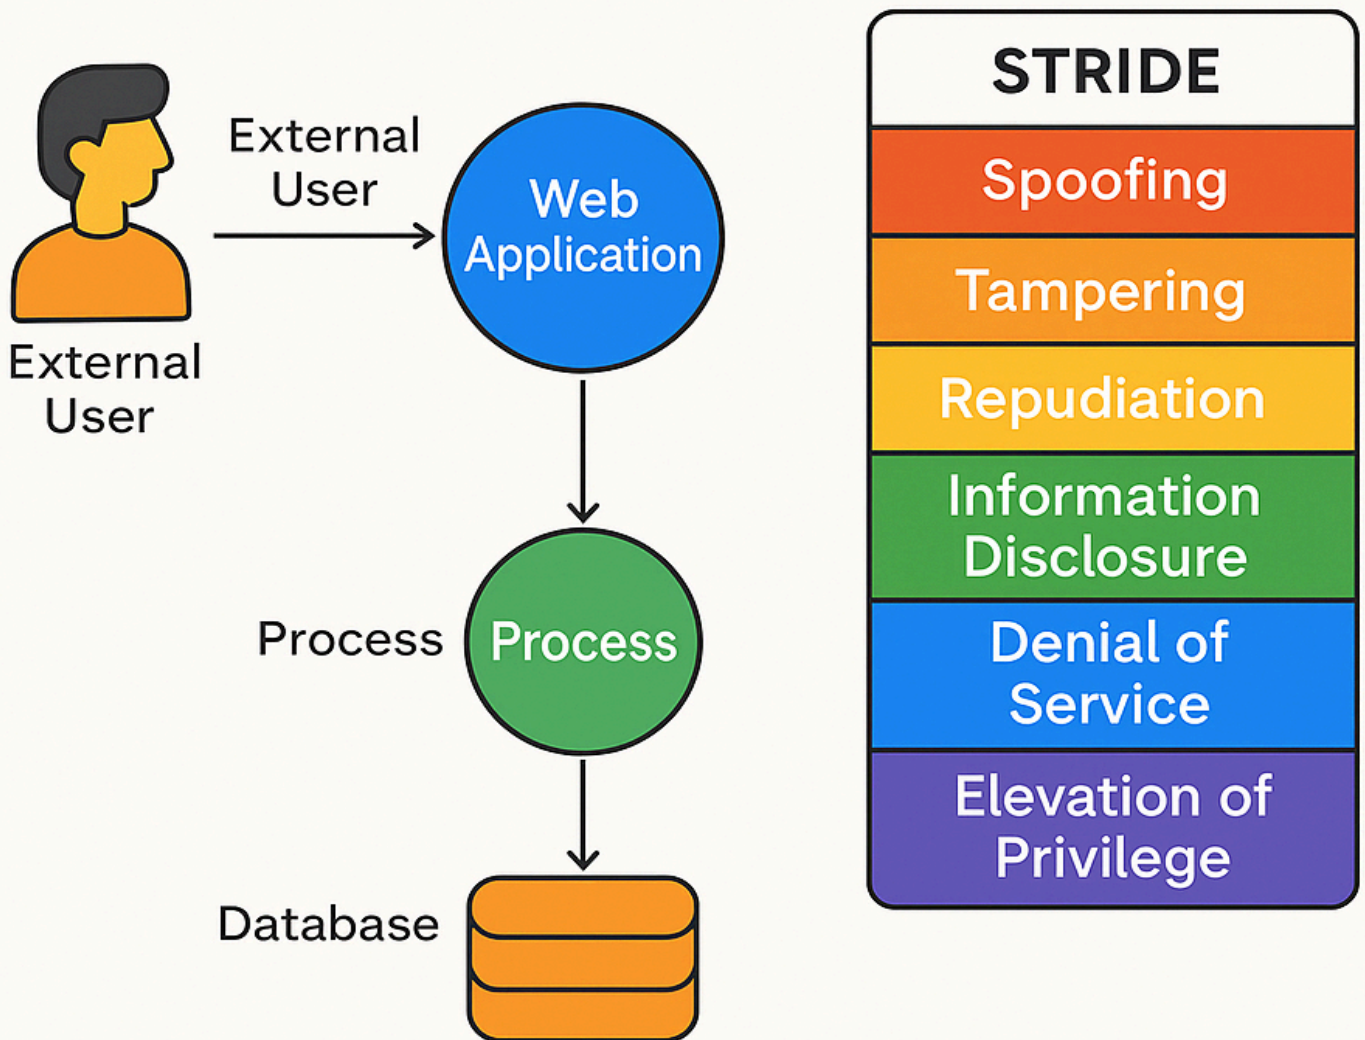 External
User
External
User
Web
Application
Process
Process
Database
STRIDE
Spoofing
Tampering
Repudiation
Information
Disclosure
Denial of
Service
Elevation of
Privilege